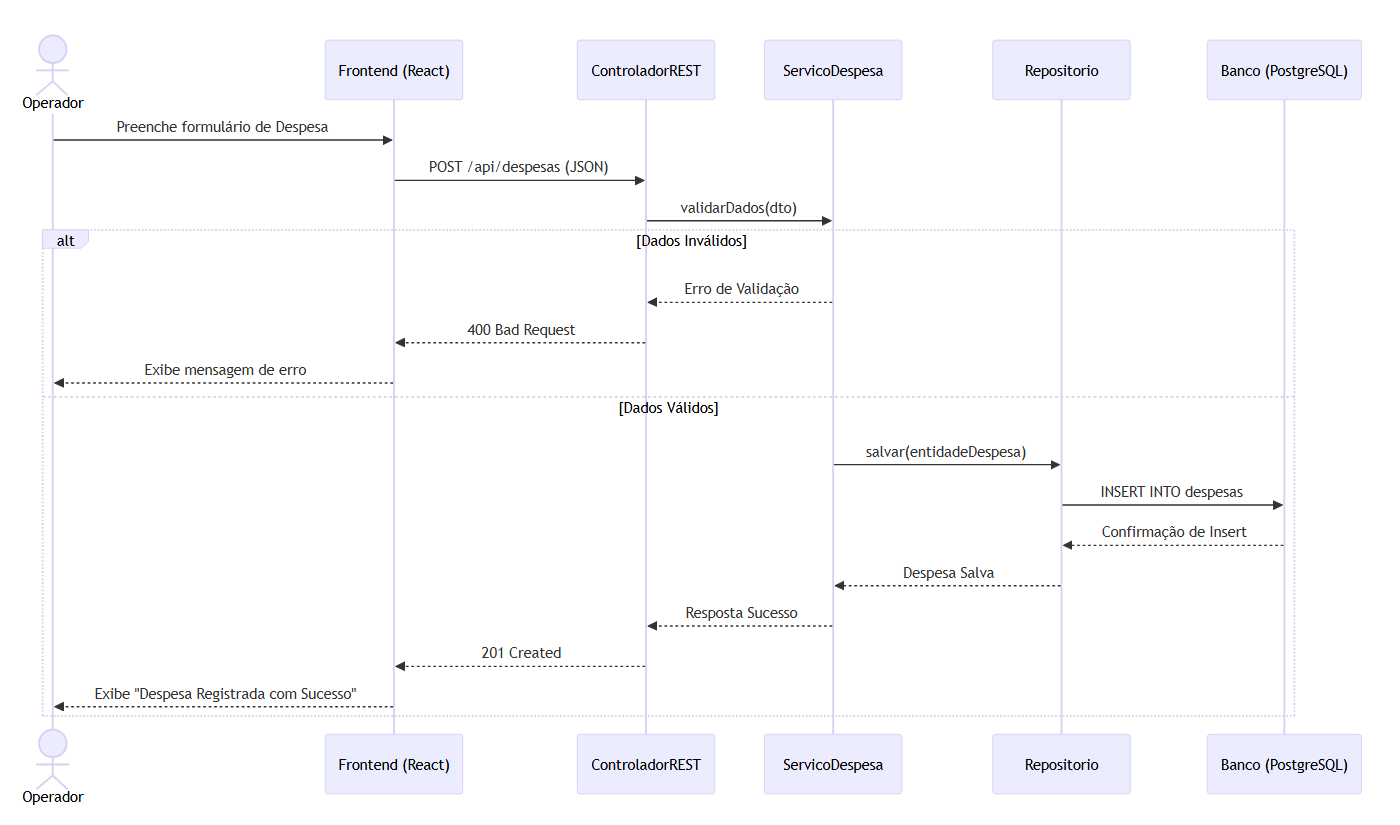 Operador
Frontend (React)
ControladorREST
ServicoDespesa
Repositorio
Banco (PostgreSQL)
Preenche formulário de Despesa
POST /api/despesas (JSON)
validarDados(dto)
alt
[Dados Inválidos]
Erro de Validação
400 Bad Request
Exibe mensagem de erro
[Dados Válidos]
salvar(entidadeDespesa)
INSERT INTO despesas
Confirmação de Insert
Despesa Salva
Resposta Sucesso
201 Created
Exibe "Despesa Registrada com Sucesso"
Operador
Frontend (React)
ControladorREST
ServicoDespesa
Repositorio
Banco (PostgreSQL)